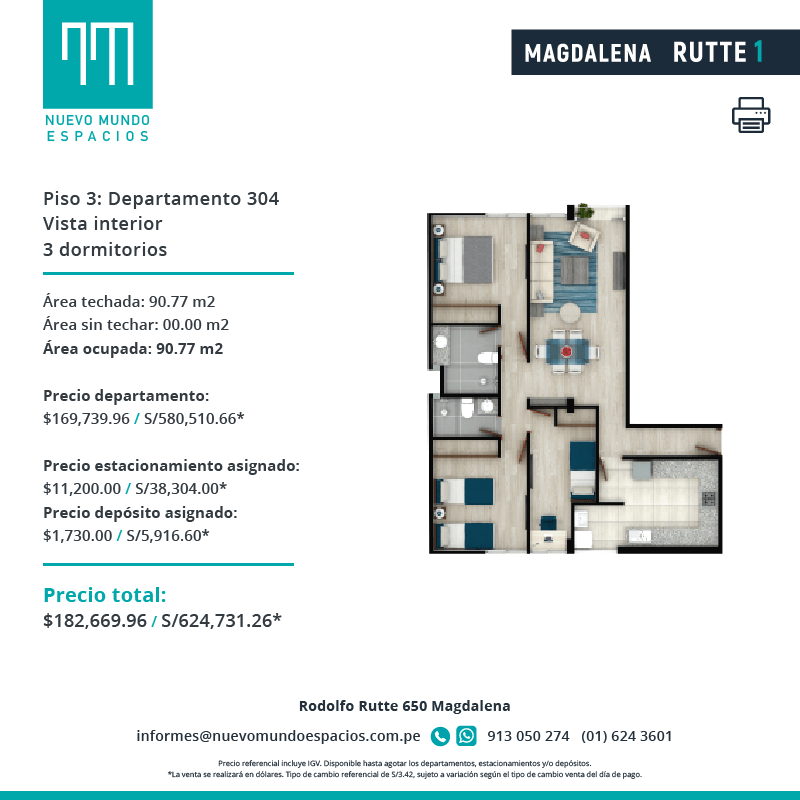 NUEVO MUNDO
ESPACIOS
MAGDALENA RUTTE 1
Piso 3: Departamento 304
Vista interior
3 dormitorios
Área techada: 90.77 m2
Área sin techar: 00.00 m2
Área ocupada: 90.77 m2
Precio departamento:
$169,739.96 / S/580,510.66*
Precio estacionamiento asignado:
$11,200.00 / S/38,304.00*
Precio depósito asignado:
$1,730.00 / S/5,916.60*
Precio total:
$182,669.96 / S/624,731.26*
Rodolfo Rutte 650 Magdalena
informes@nuevomundoespacios.com.pe 913 050 274 (01) 624 3601
Precio referencial incluye IGV. Disponible hasta agotar los departamentos, estacionamientos y/o depósitos.
*La venta se realizará en dólares. Tipo de cambio referencial de S/3.42, sujeto a variación según el tipo de cambio venta del día de pago.